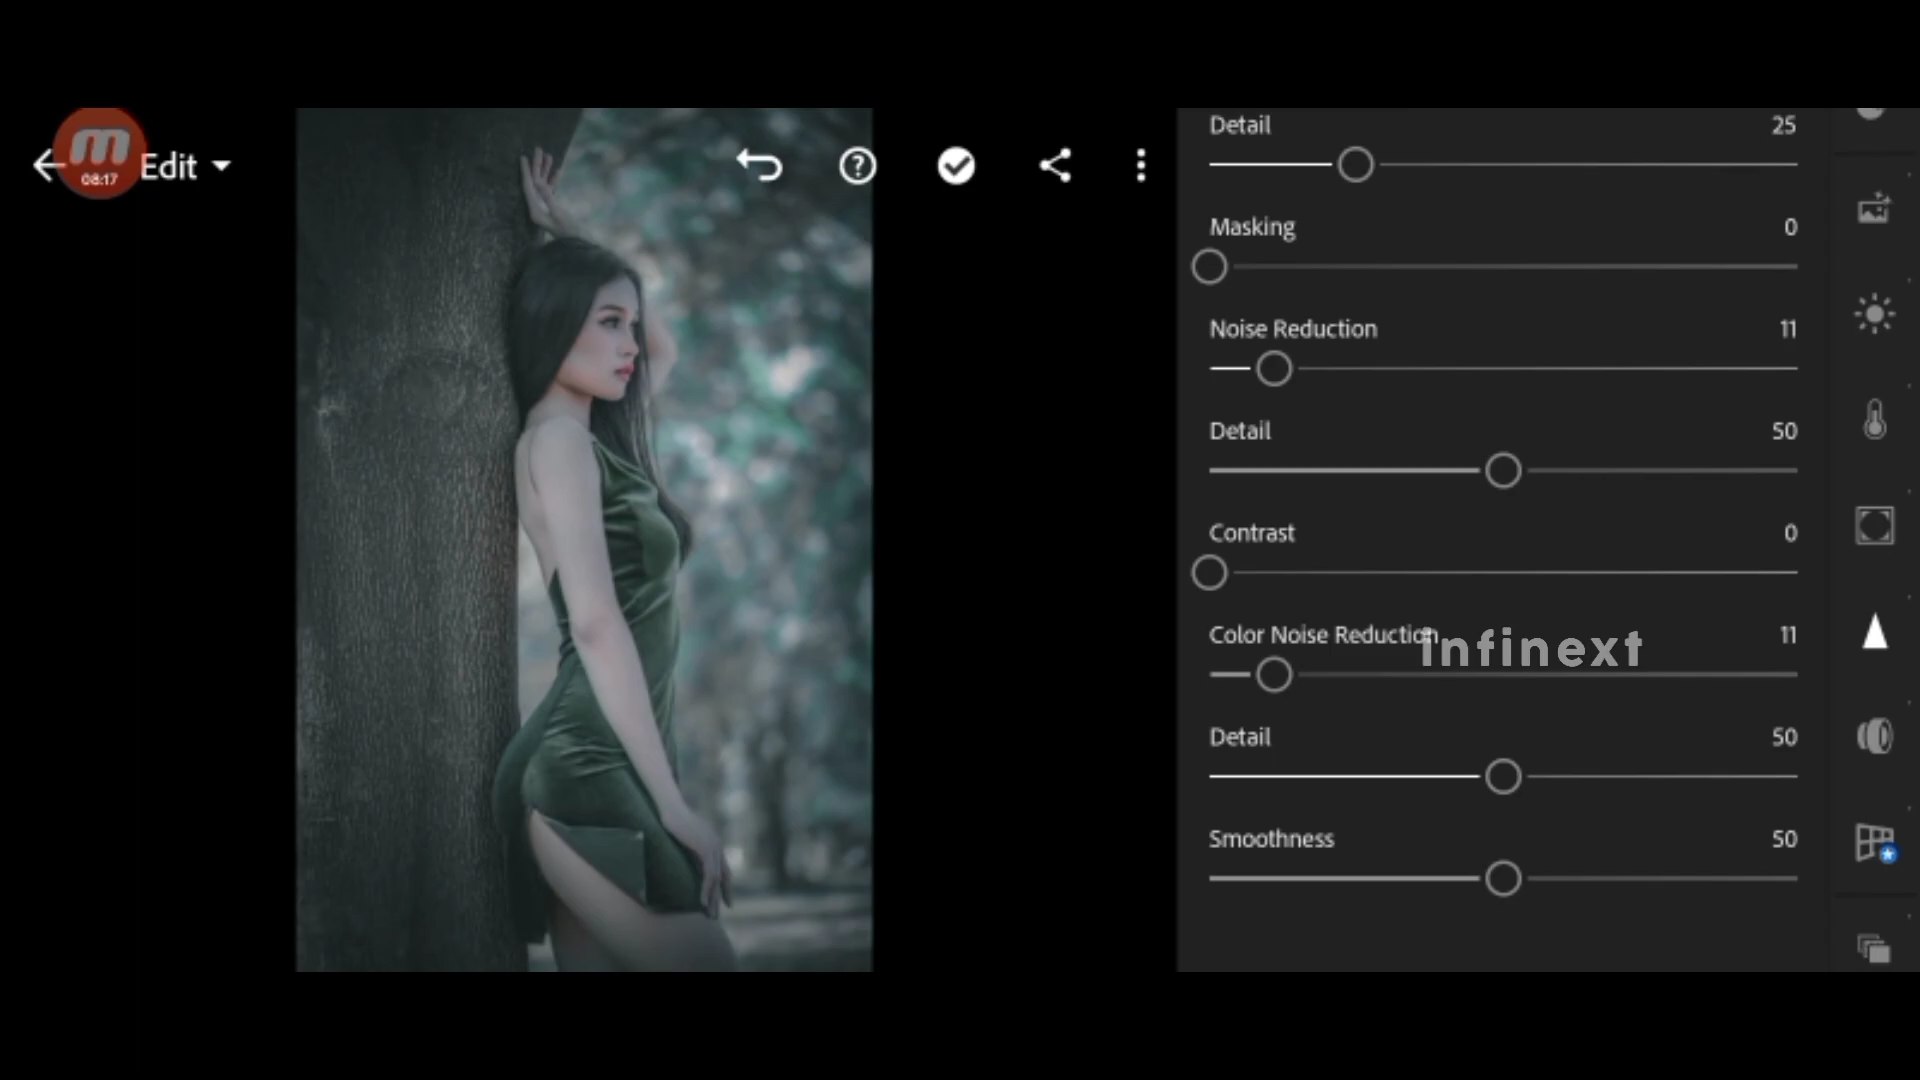 m
08:17
Edit
Detail 25
Masking 0
Noise Reduction 11
Detail 50
Contrast 0
Color Noise Reduction 11
infinext
Detail 50
Smoothness 50